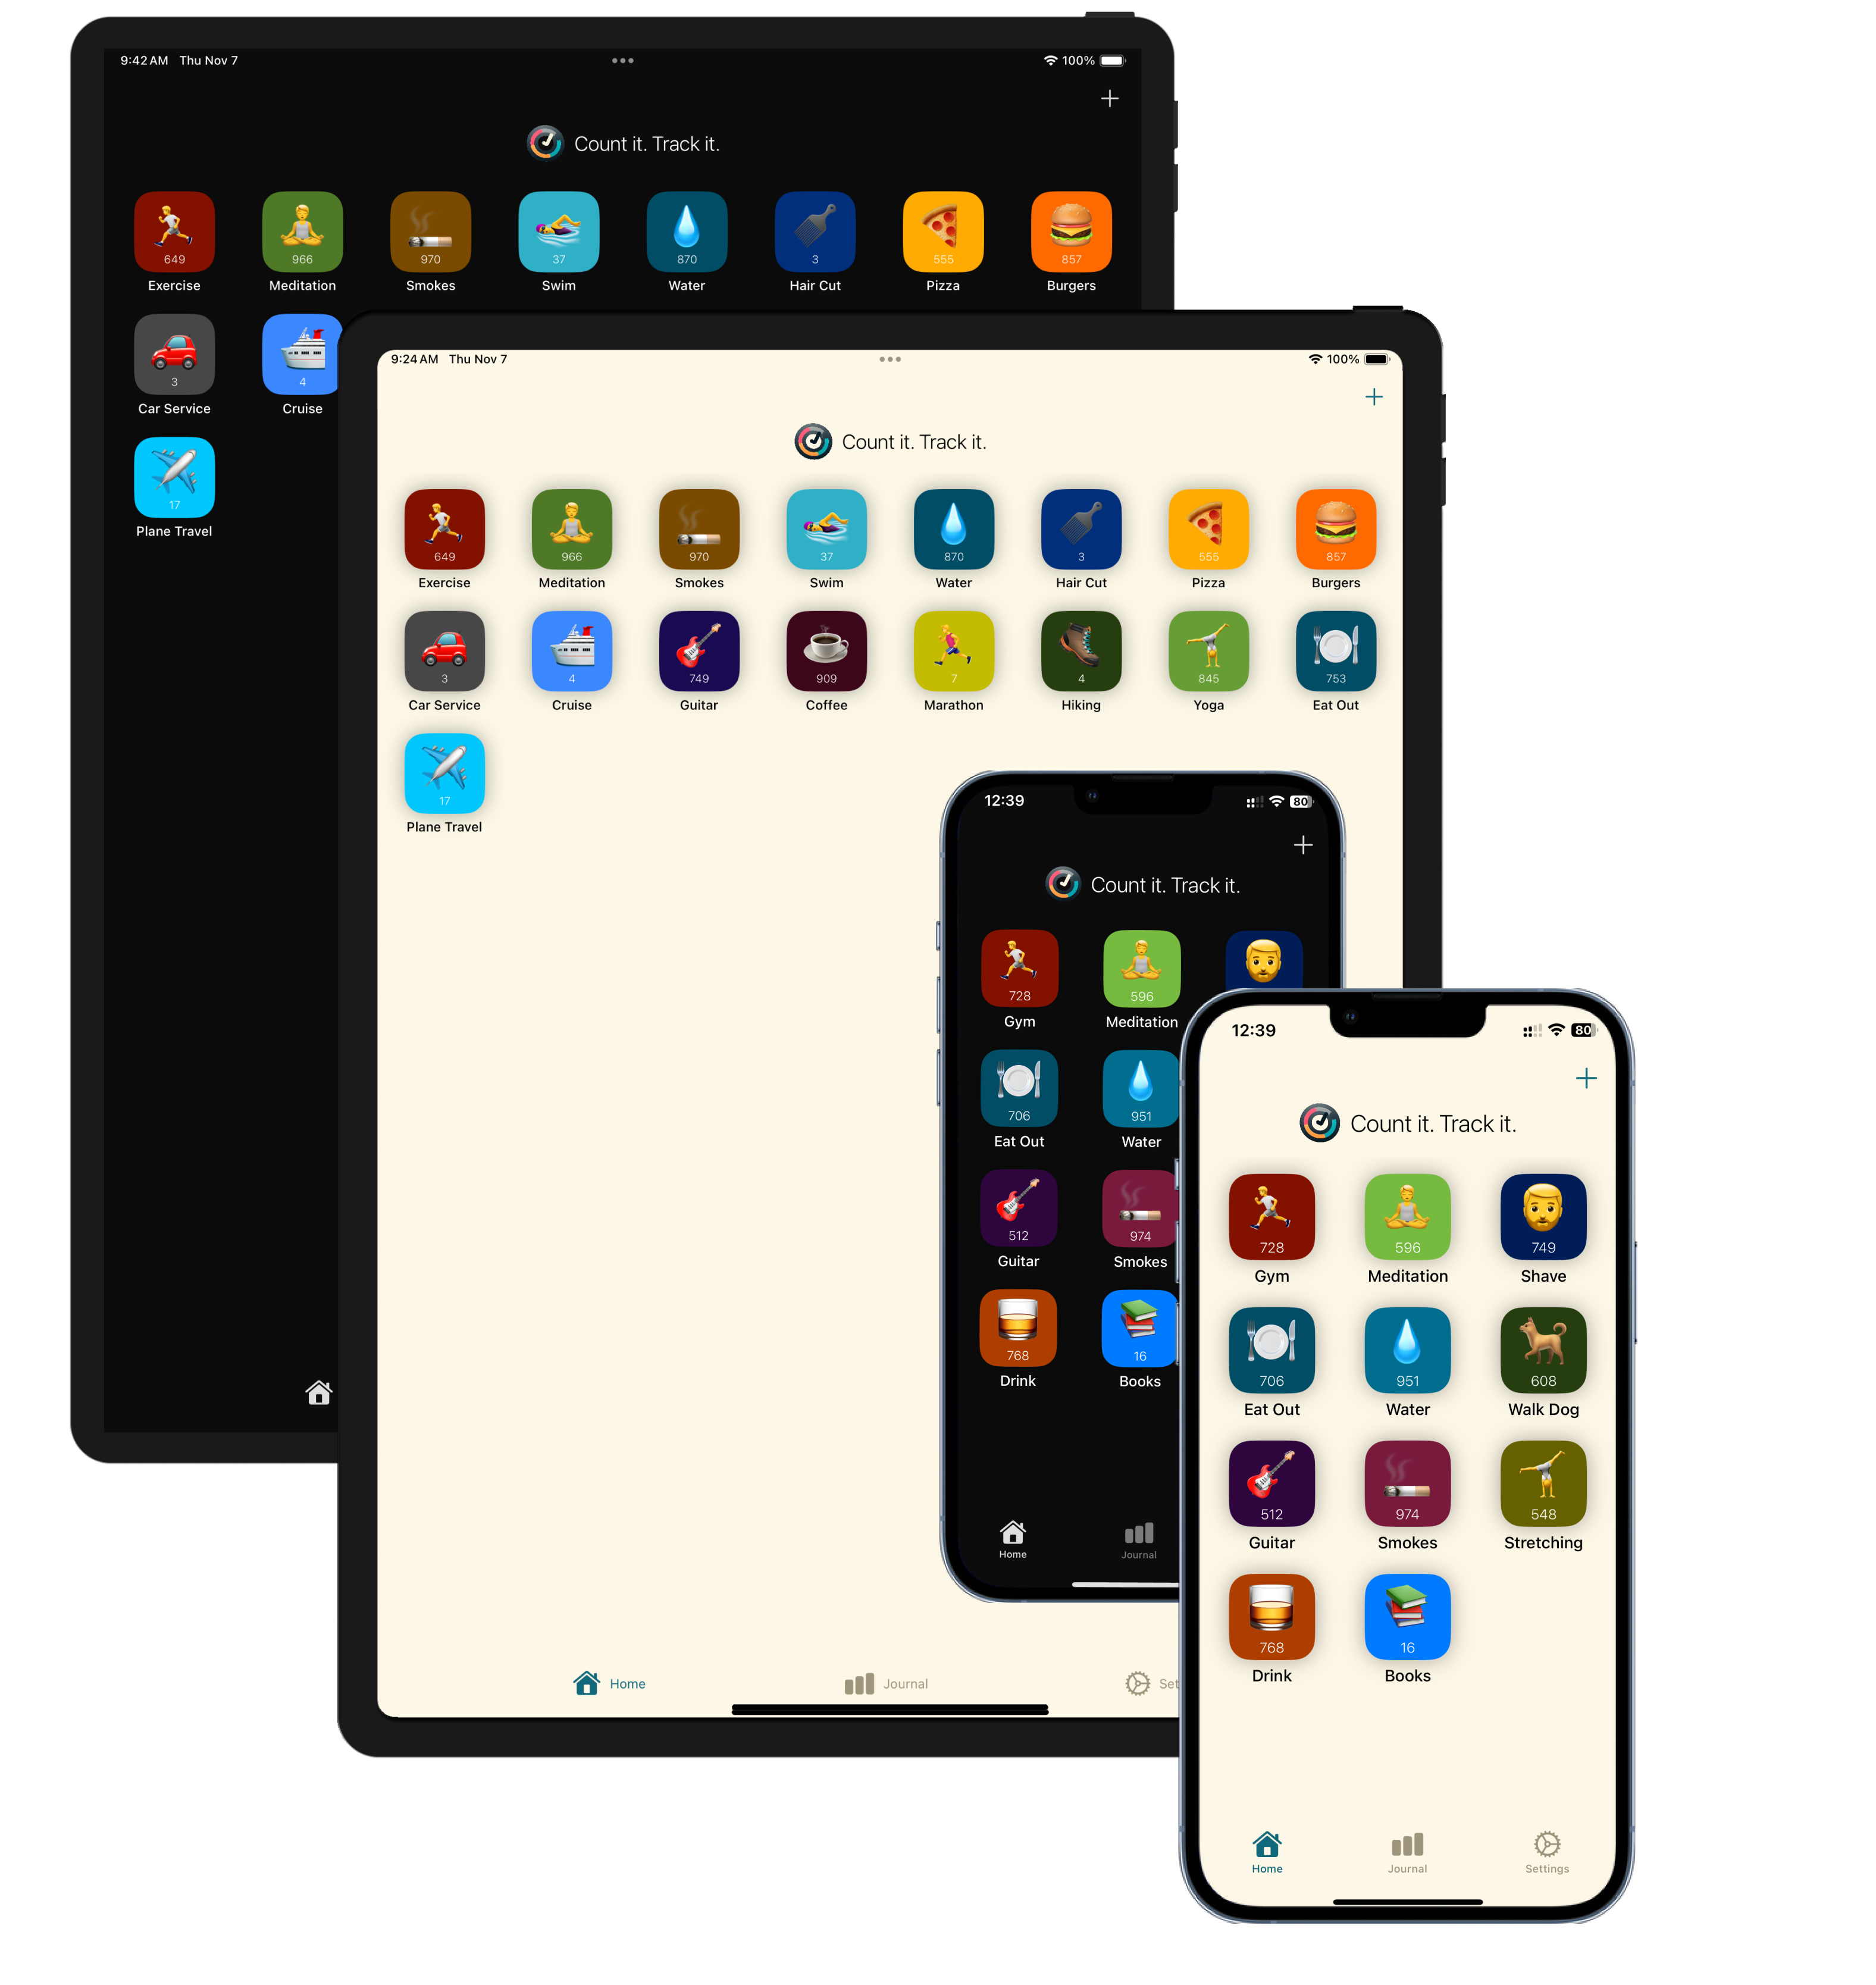 9:42 AM Thu Nov 7 100%
Count it. Track it.
649 966 970 37 870 3 555 857
Exercise Meditation Smokes Swim Water Hair Cut Pizza Burgers
3 4
Car Service Cruise
17
Plane Travel
9:24 AM Thu Nov 7 100%
Count it. Track it.
649 966 970 37 870 3 555 857
Exercise Meditation Smokes Swim Water Hair Cut Pizza Burgers
3 4 749 909 7 4 845 753
Car Service Cruise Guitar Coffee Marathon Hiking Yoga Eat Out
17
Plane Travel
Home Journal Set
12:39 80
Count it. Track it.
728 596
Gym Meditation
706 951
Eat Out Water
512 974
Guitar Smokes
768 16
Drink Books
Home Journal
12:39 80
Count it. Track it.
728 596 749
Gym Meditation Shave
706 951 608
Eat Out Water Walk Dog
512 974 548
Guitar Smokes Stretching
768 16
Drink Books
Home Journal Settings